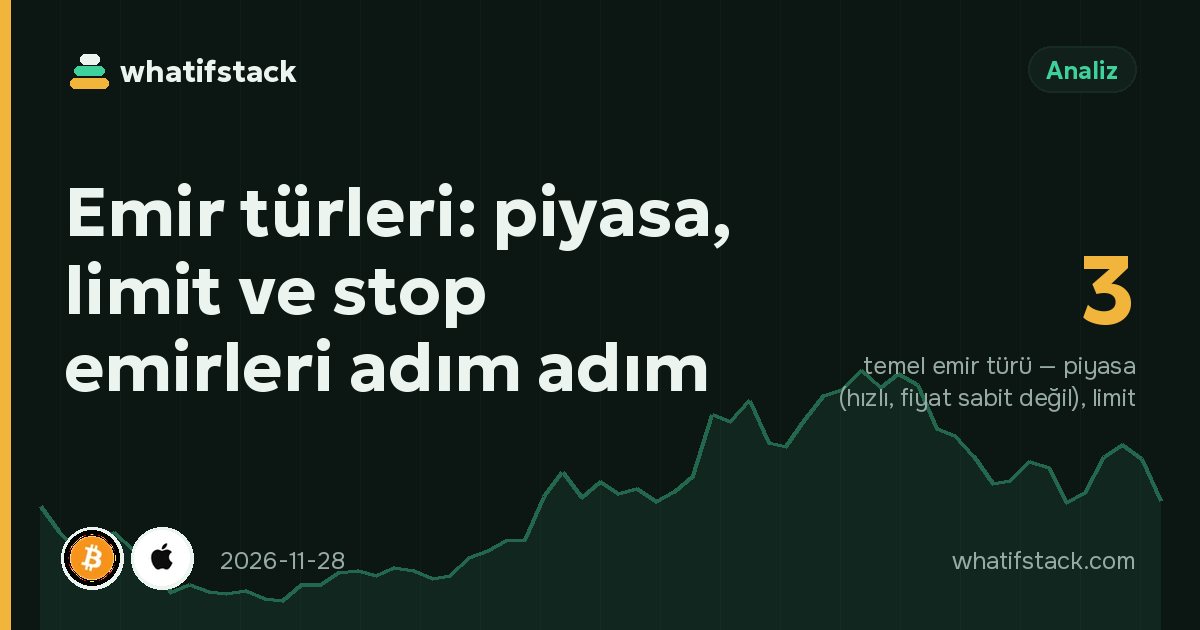 whatifstack
Analiz
Emir türleri: piyasa,
limit ve stop
emirleri adım adım
3
temel emir türü — piyasa
(hızlı, fiyat sabit değil), limit
2026-11-28
whatifstack.com